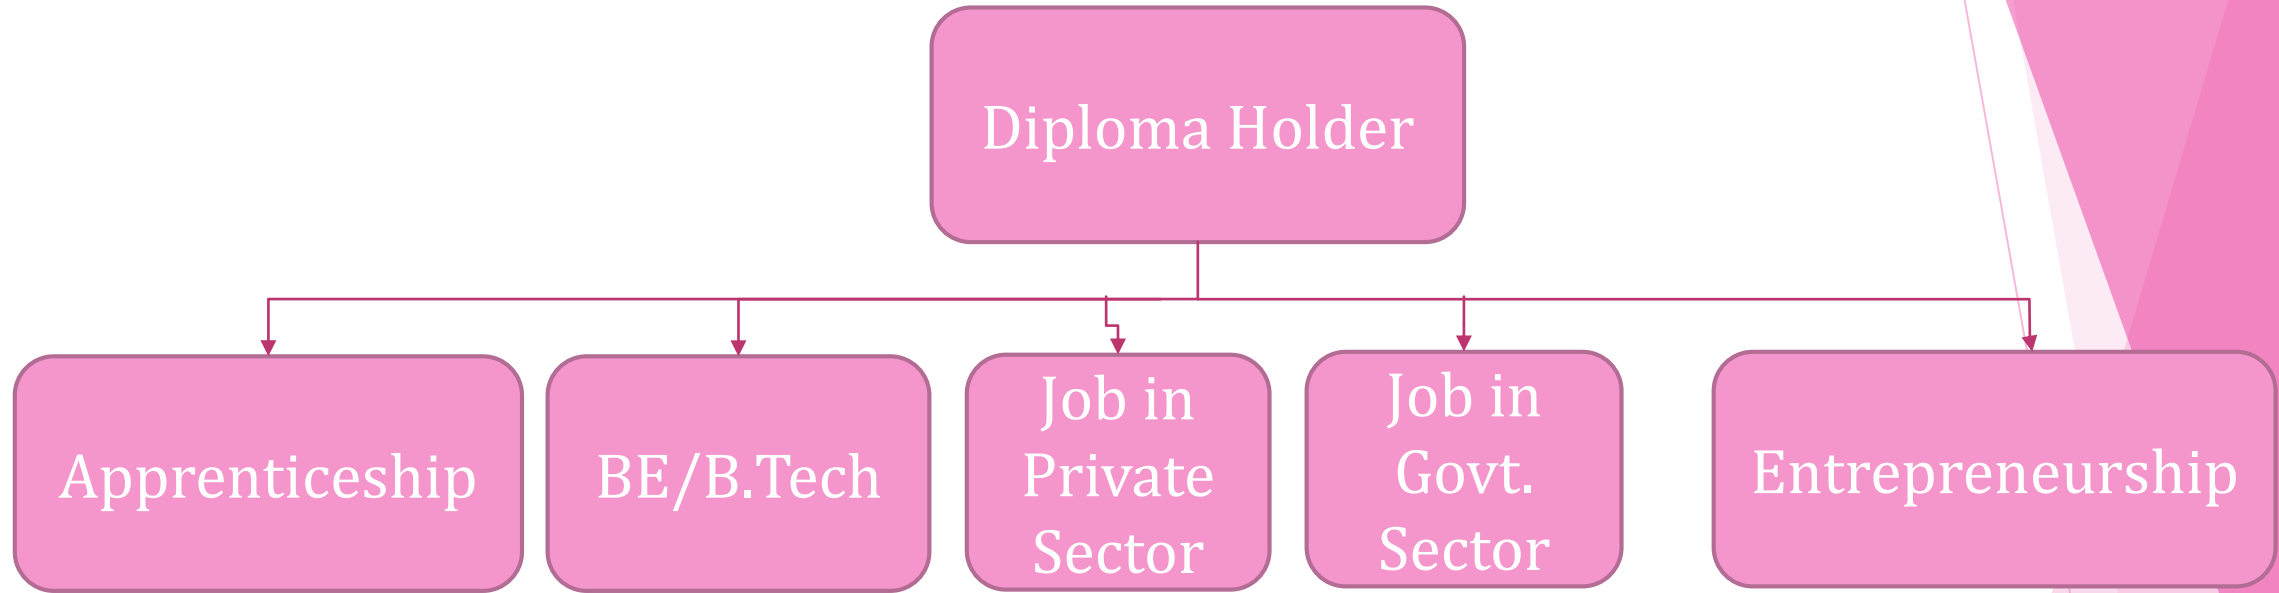 Diploma Holder
Apprenticeship
BE/B.Tech
Job in
Private
Sector
Job in
Govt.
Sector
Entrepreneurship